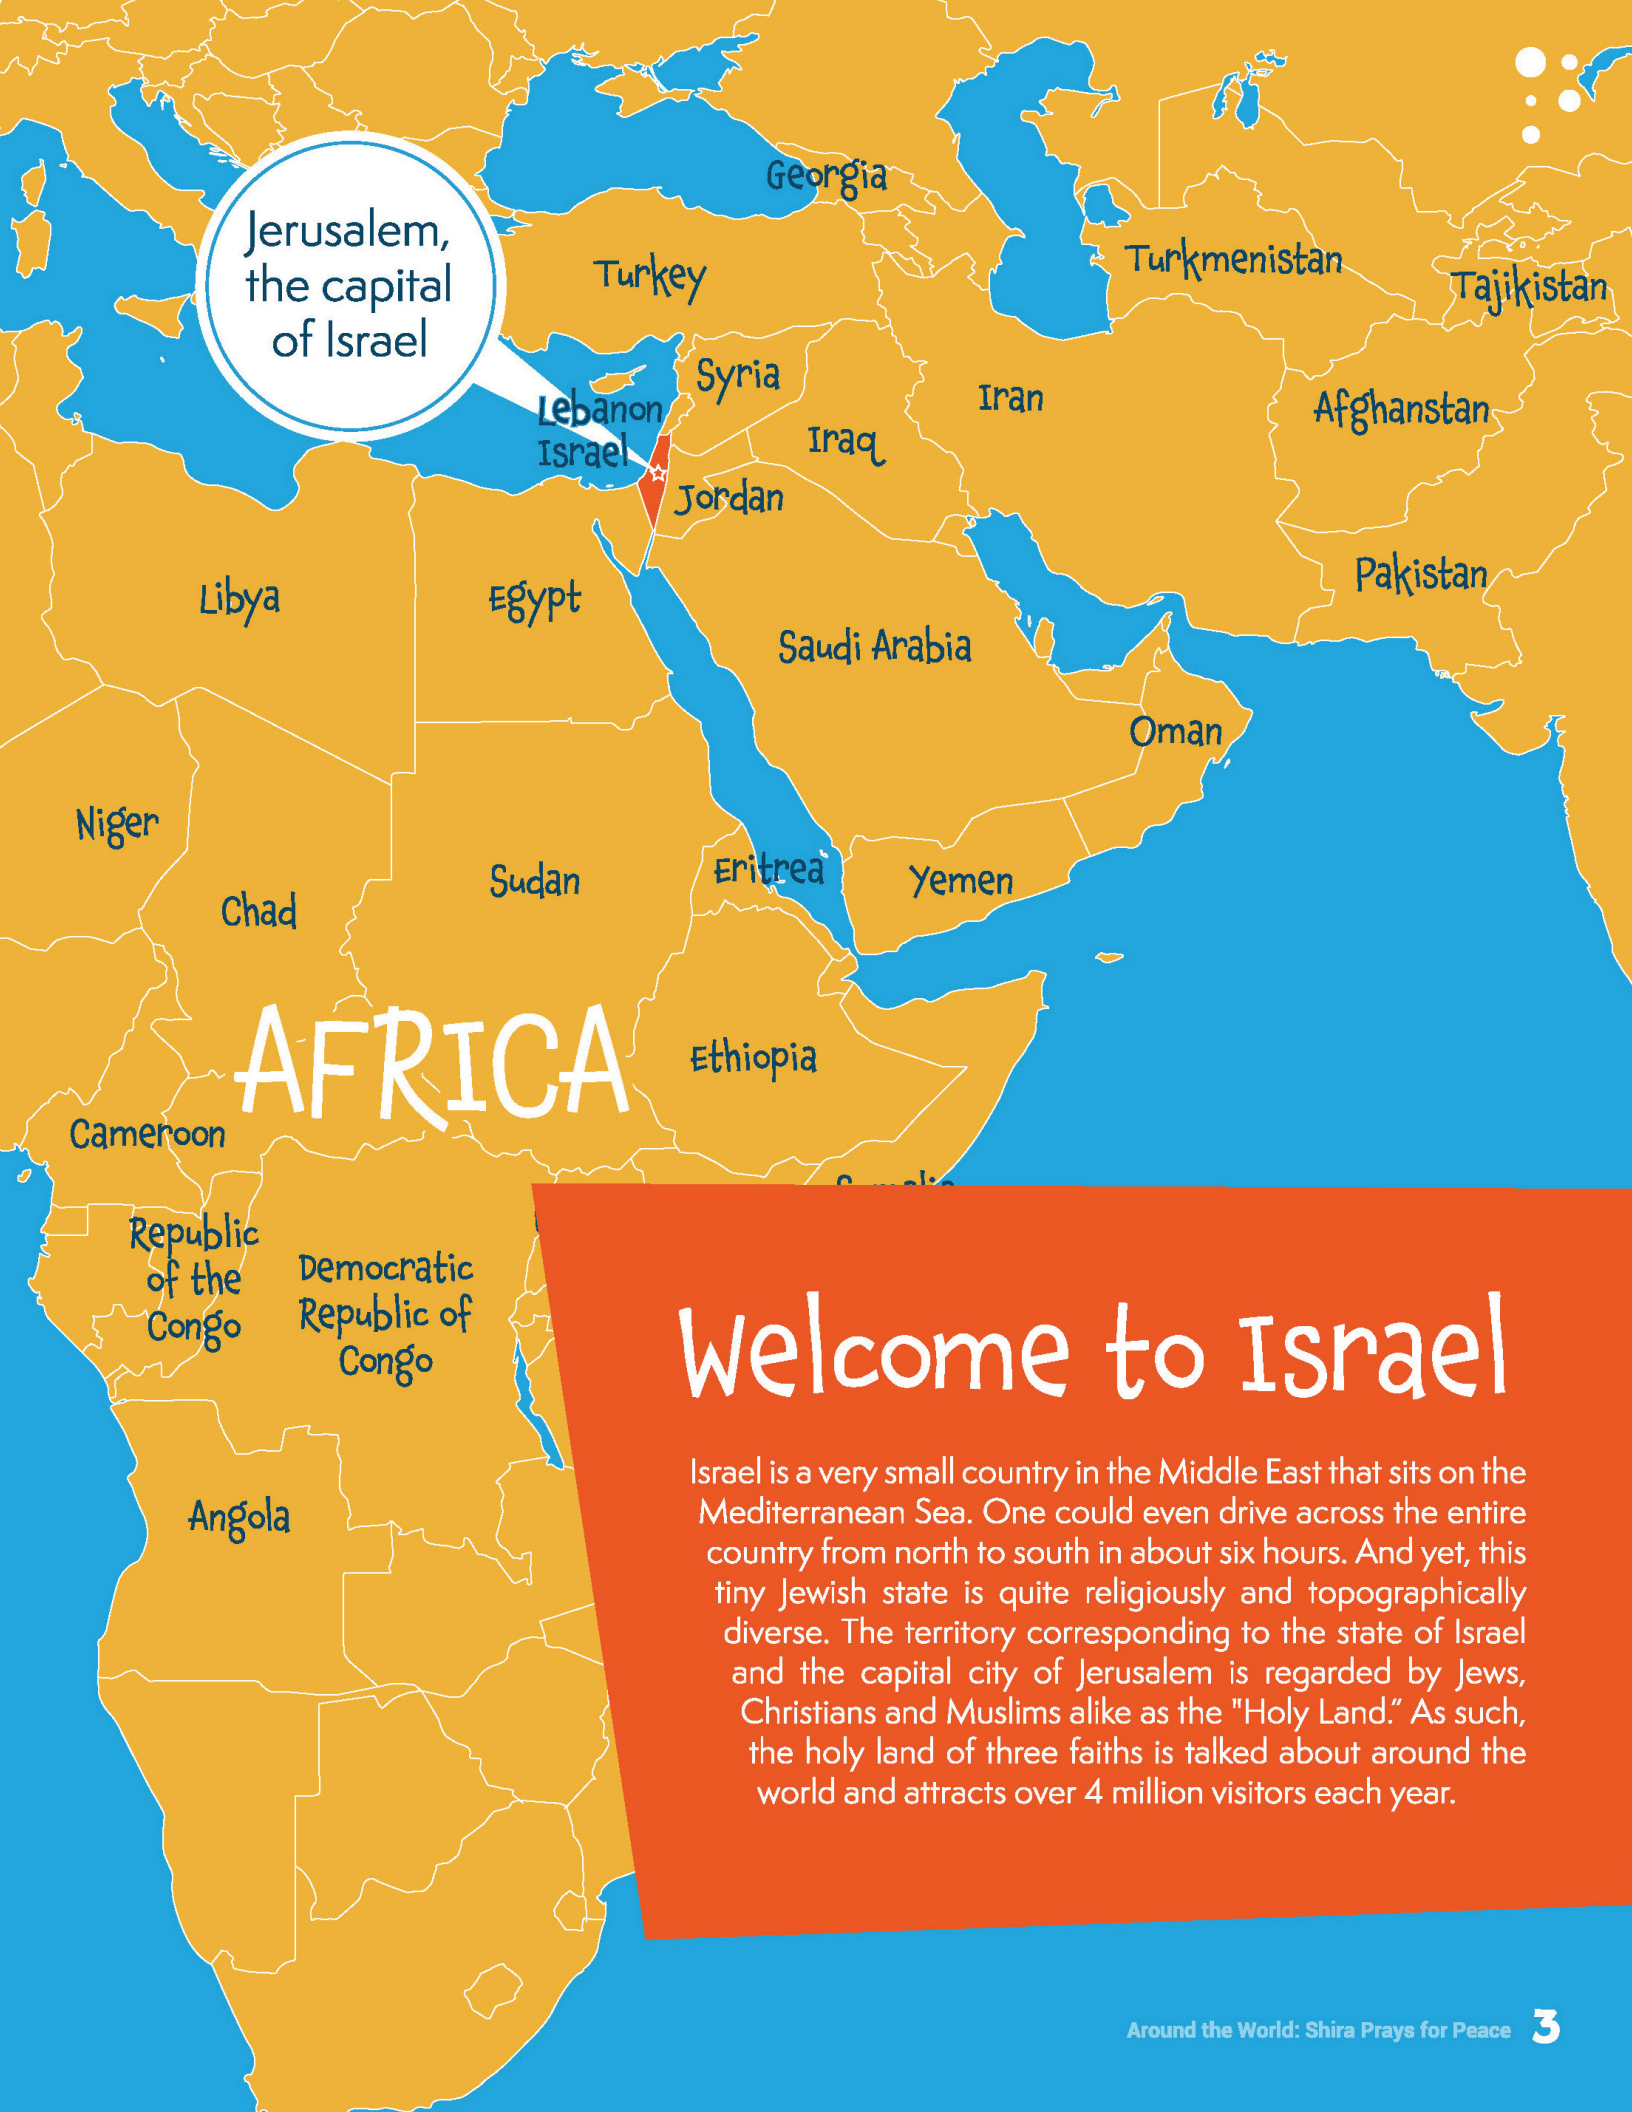 Georgia
Jerusalem,
the capital
of Israel
Turkey
Turkmenistan
Tajikistan
Syria
Lebanon
Israel
Iraq
Iran
Afghanstan
Jordan
Libya
Egypt
Saudi Arabia
Pakistan
Oman
Niger
Chad
Sudan
Eritrea
Yemen
AFRICA
Ethiopia
Cameroon
Republic
of the
Congo
Democratic
Republic of
Congo
Angola
Welcome to Israel
Israel is a very small country in the Middle East that sits on the
Mediterranean Sea. One could even drive across the entire
country from north to south in about six hours. And yet, this
tiny Jewish state is quite religiously and topographically
diverse. The territory corresponding to the state of Israel
and the capital city of Jerusalem is regarded by Jews,
Christians and Muslims alike as the "Holy Land." As such,
the holy land of three faiths is talked about around the
world and attracts over 4 million visitors each year.
Around the World: Shira Prays for Peace 3